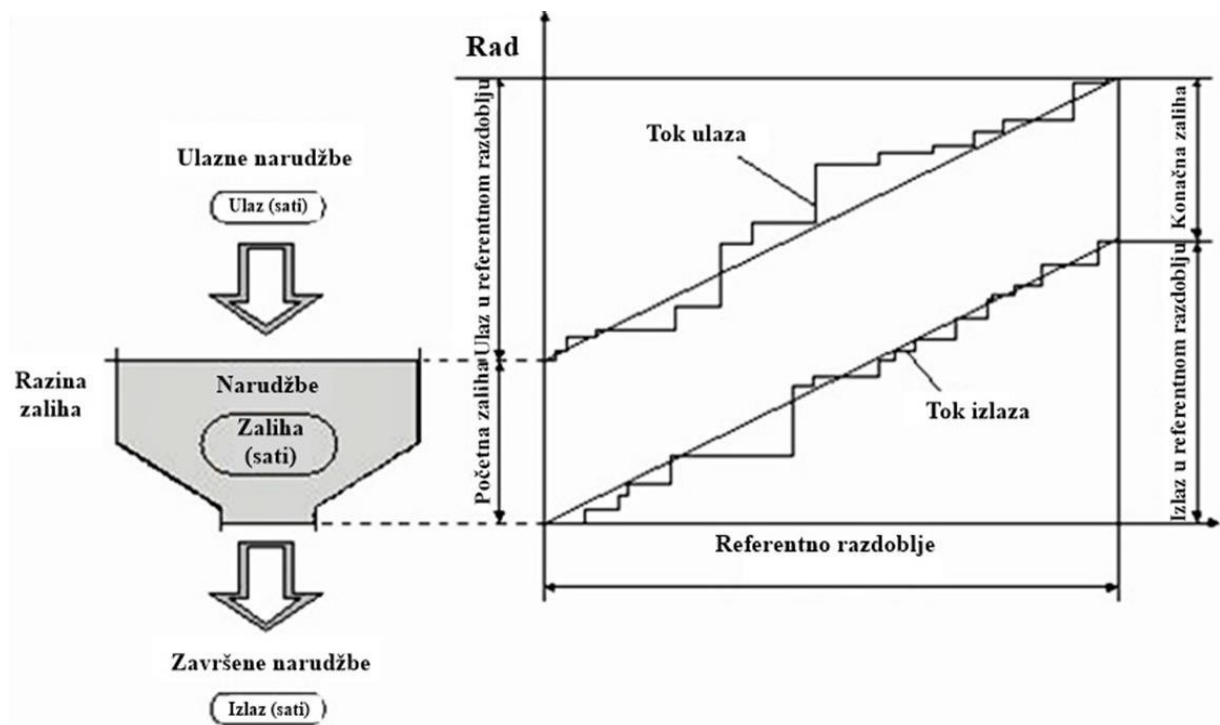 Rad
Ulazne narudžbe
Ulaz (sati)
Razina
zaliha
Narudžbe
Zaliha
(sati)
Završene narudžbe
Izlaz (sati)
Početna zaliha
Ulaz u referentnom razdoblju
Tok ulaza
Tok izlaza
Referentno razdoblje
Konačna zaliha
Izlaz u referentnom razdoblju